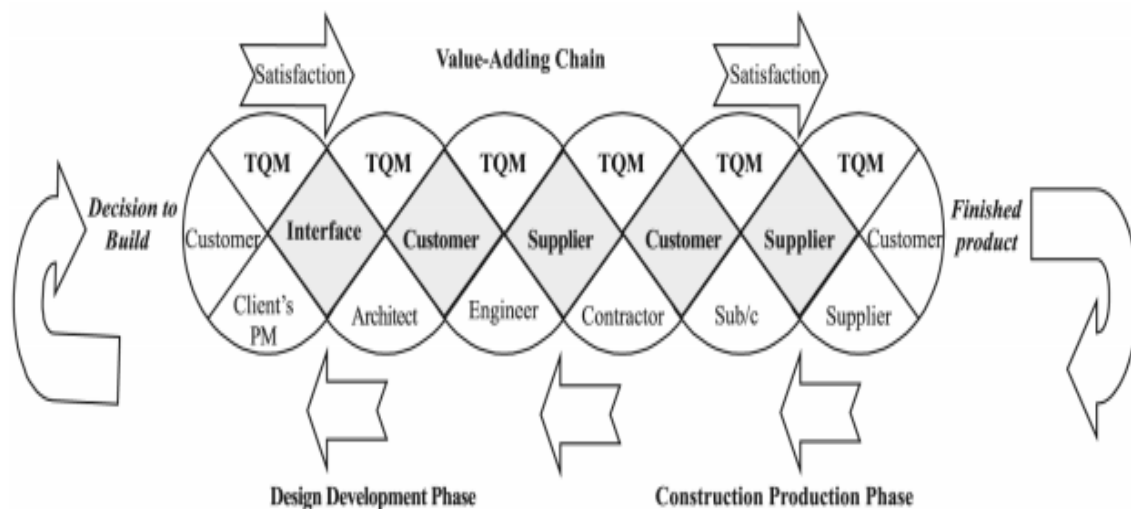 Value-Adding Chain
Satisfaction
Satisfaction
TQM
TQM
TQM
TQM
TQM
TQM
Decision to
Build
Customer
Interface
Customer
Supplier
Customer
Supplier
Customer
Finished
product
Client's
PM
Architect
Engineer
Contractor
Sub/c
Supplier
Design Development Phase
Construction Production Phase